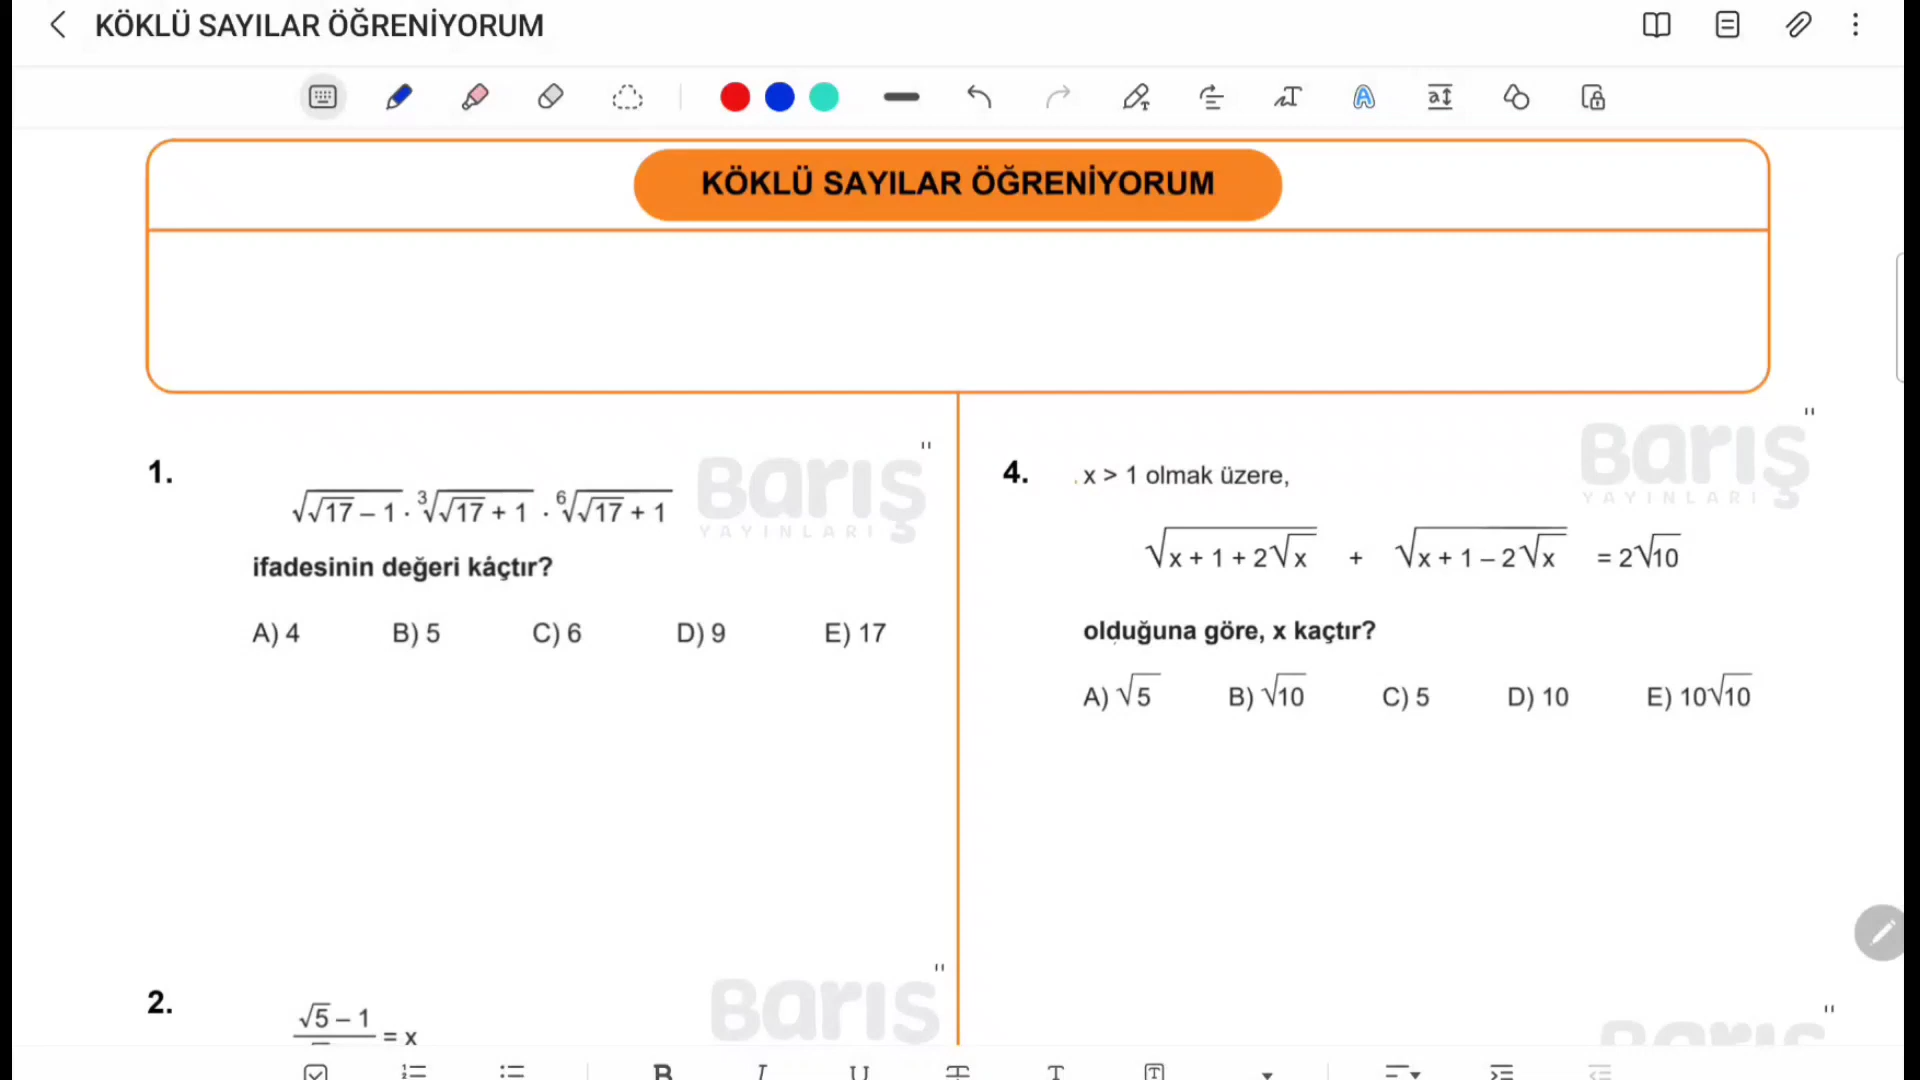 KÖKLÜ SAYILAR ÖĞRENİYORUM
KÖKLÜ SAYILAR ÖĞRENİYORUM
1.
√(√17 – 1) · ³√(√17 + 1) · ⁶√(√17 + 1)
ifadesinin değeri kaçtır?
A) 4 B) 5 C) 6 D) 9 E) 17
Barış
YAYINLARI
2.
√5 – 1
= x
Barış
4. x > 1 olmak üzere,
√(x + 1 + 2√x) + √(x + 1 – 2√x) = 2√10
olduğuna göre, x kaçtır?
A) √5 B) √10 C) 5 D) 10 E) 10√10
Barış
YAYINLARI
Barış